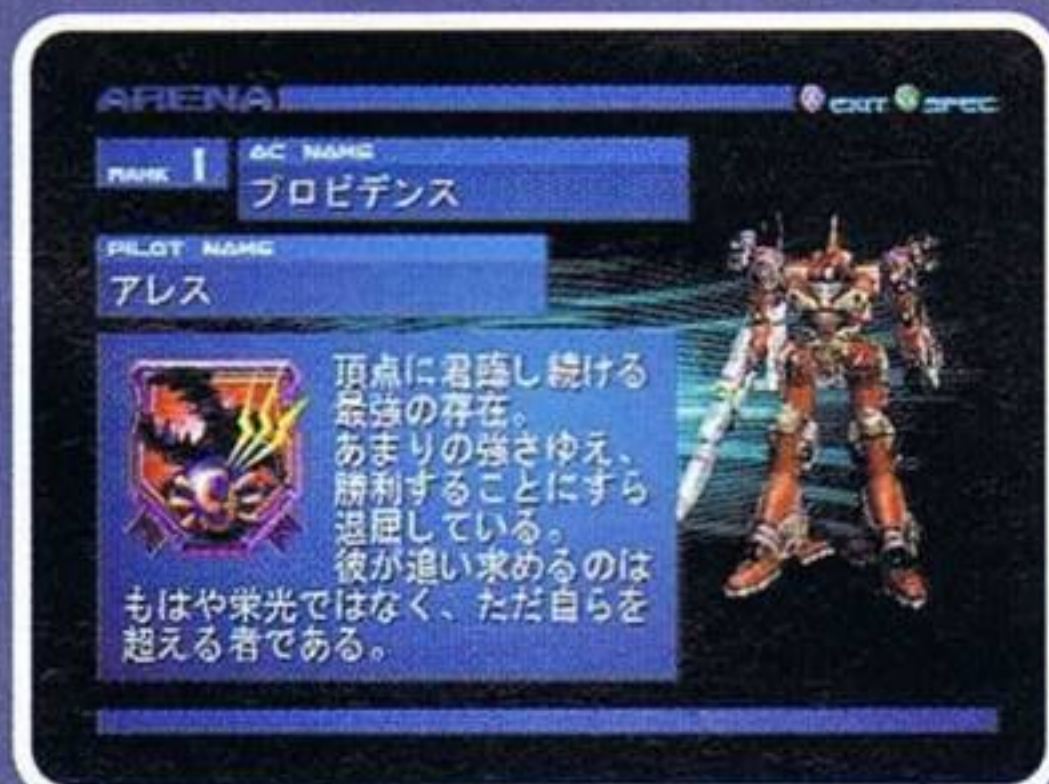 ARENA
EXIT SPEC
RANK 1
AC NAME
プロビデンス
PILOT NAME
アレス
頂点に君臨し続ける
最強の存在。
あまりの強さゆえ、
勝利することにすら
退屈している。
彼が追い求めるのは
もはや栄光ではなく、ただ自らを
超える者である。